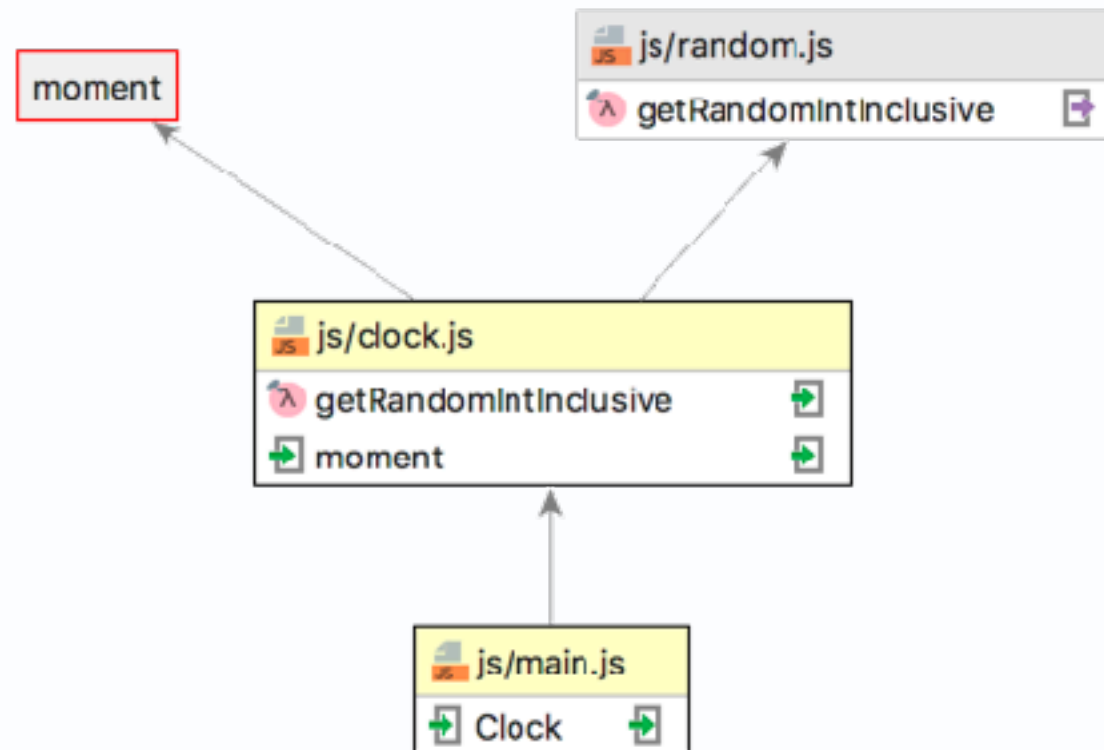 moment
js/random.js
getRandomIntInclusive
js/clock.js
getRandomIntInclusive
moment
js/main.js
Clock